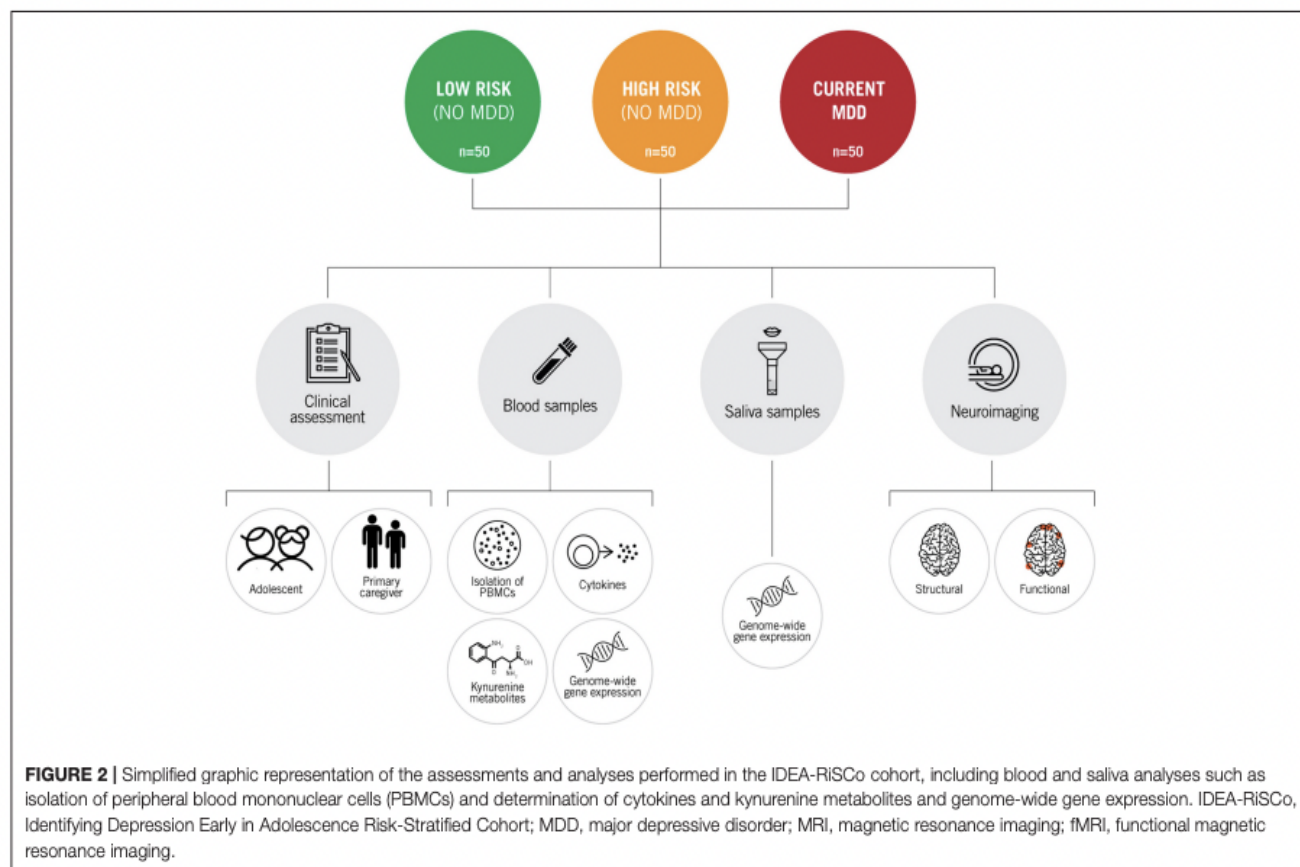 LOW RISK
(NO MDD)
n=50
HIGH RISK
(NO MDD)
n=50
CURRENT
MDD
n=50
Clinical
assessment
Blood samples
Saliva samples
Neuroimaging
Adolescent
Primary
caregiver
Isolation of
PBMCs
Cytokines
Kynurenine
metabolites
NH₂
O
O
OH
NH₂
Genome-wide
gene expression
Genome-wide
gene expression
Structural
Functional
FIGURE 2 | Simplified graphic representation of the assessments and analyses performed in the IDEA-RiSCo cohort, including blood and saliva analyses such as
isolation of peripheral blood mononuclear cells (PBMCs) and determination of cytokines and kynurenine metabolites and genome-wide gene expression. IDEA-RiSCo,
Identifying Depression Early in Adolescence Risk-Stratified Cohort; MDD, major depressive disorder; MRI, magnetic resonance imaging; fMRI, functional magnetic
resonance imaging.